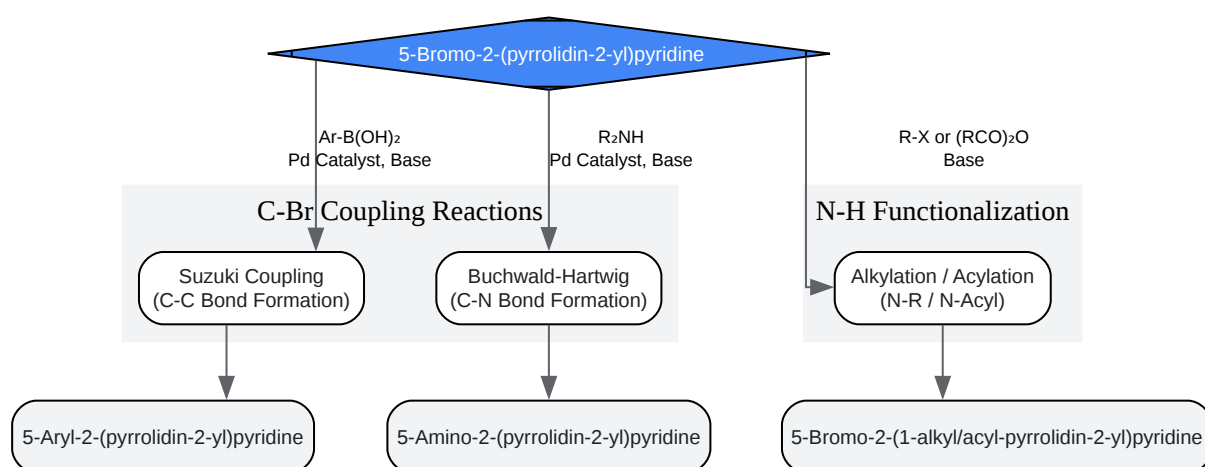 5-Bromo-2-(pyrrolidin-2-yl)pyridine
Ar-B(OH)₂
Pd Catalyst, Base
R₂NH
Pd Catalyst, Base
R-X or (RCO)₂O
Base
C-Br Coupling Reactions
N-H Functionalization
Suzuki Coupling
(C-C Bond Formation)
Buchwald-Hartwig
(C-N Bond Formation)
Alkylation / Acylation
(N-R / N-Acyl)
5-Aryl-2-(pyrrolidin-2-yl)pyridine
5-Amino-2-(pyrrolidin-2-yl)pyridine
5-Bromo-2-(1-alkyl/acyl-pyrrolidin-2-yl)pyridine